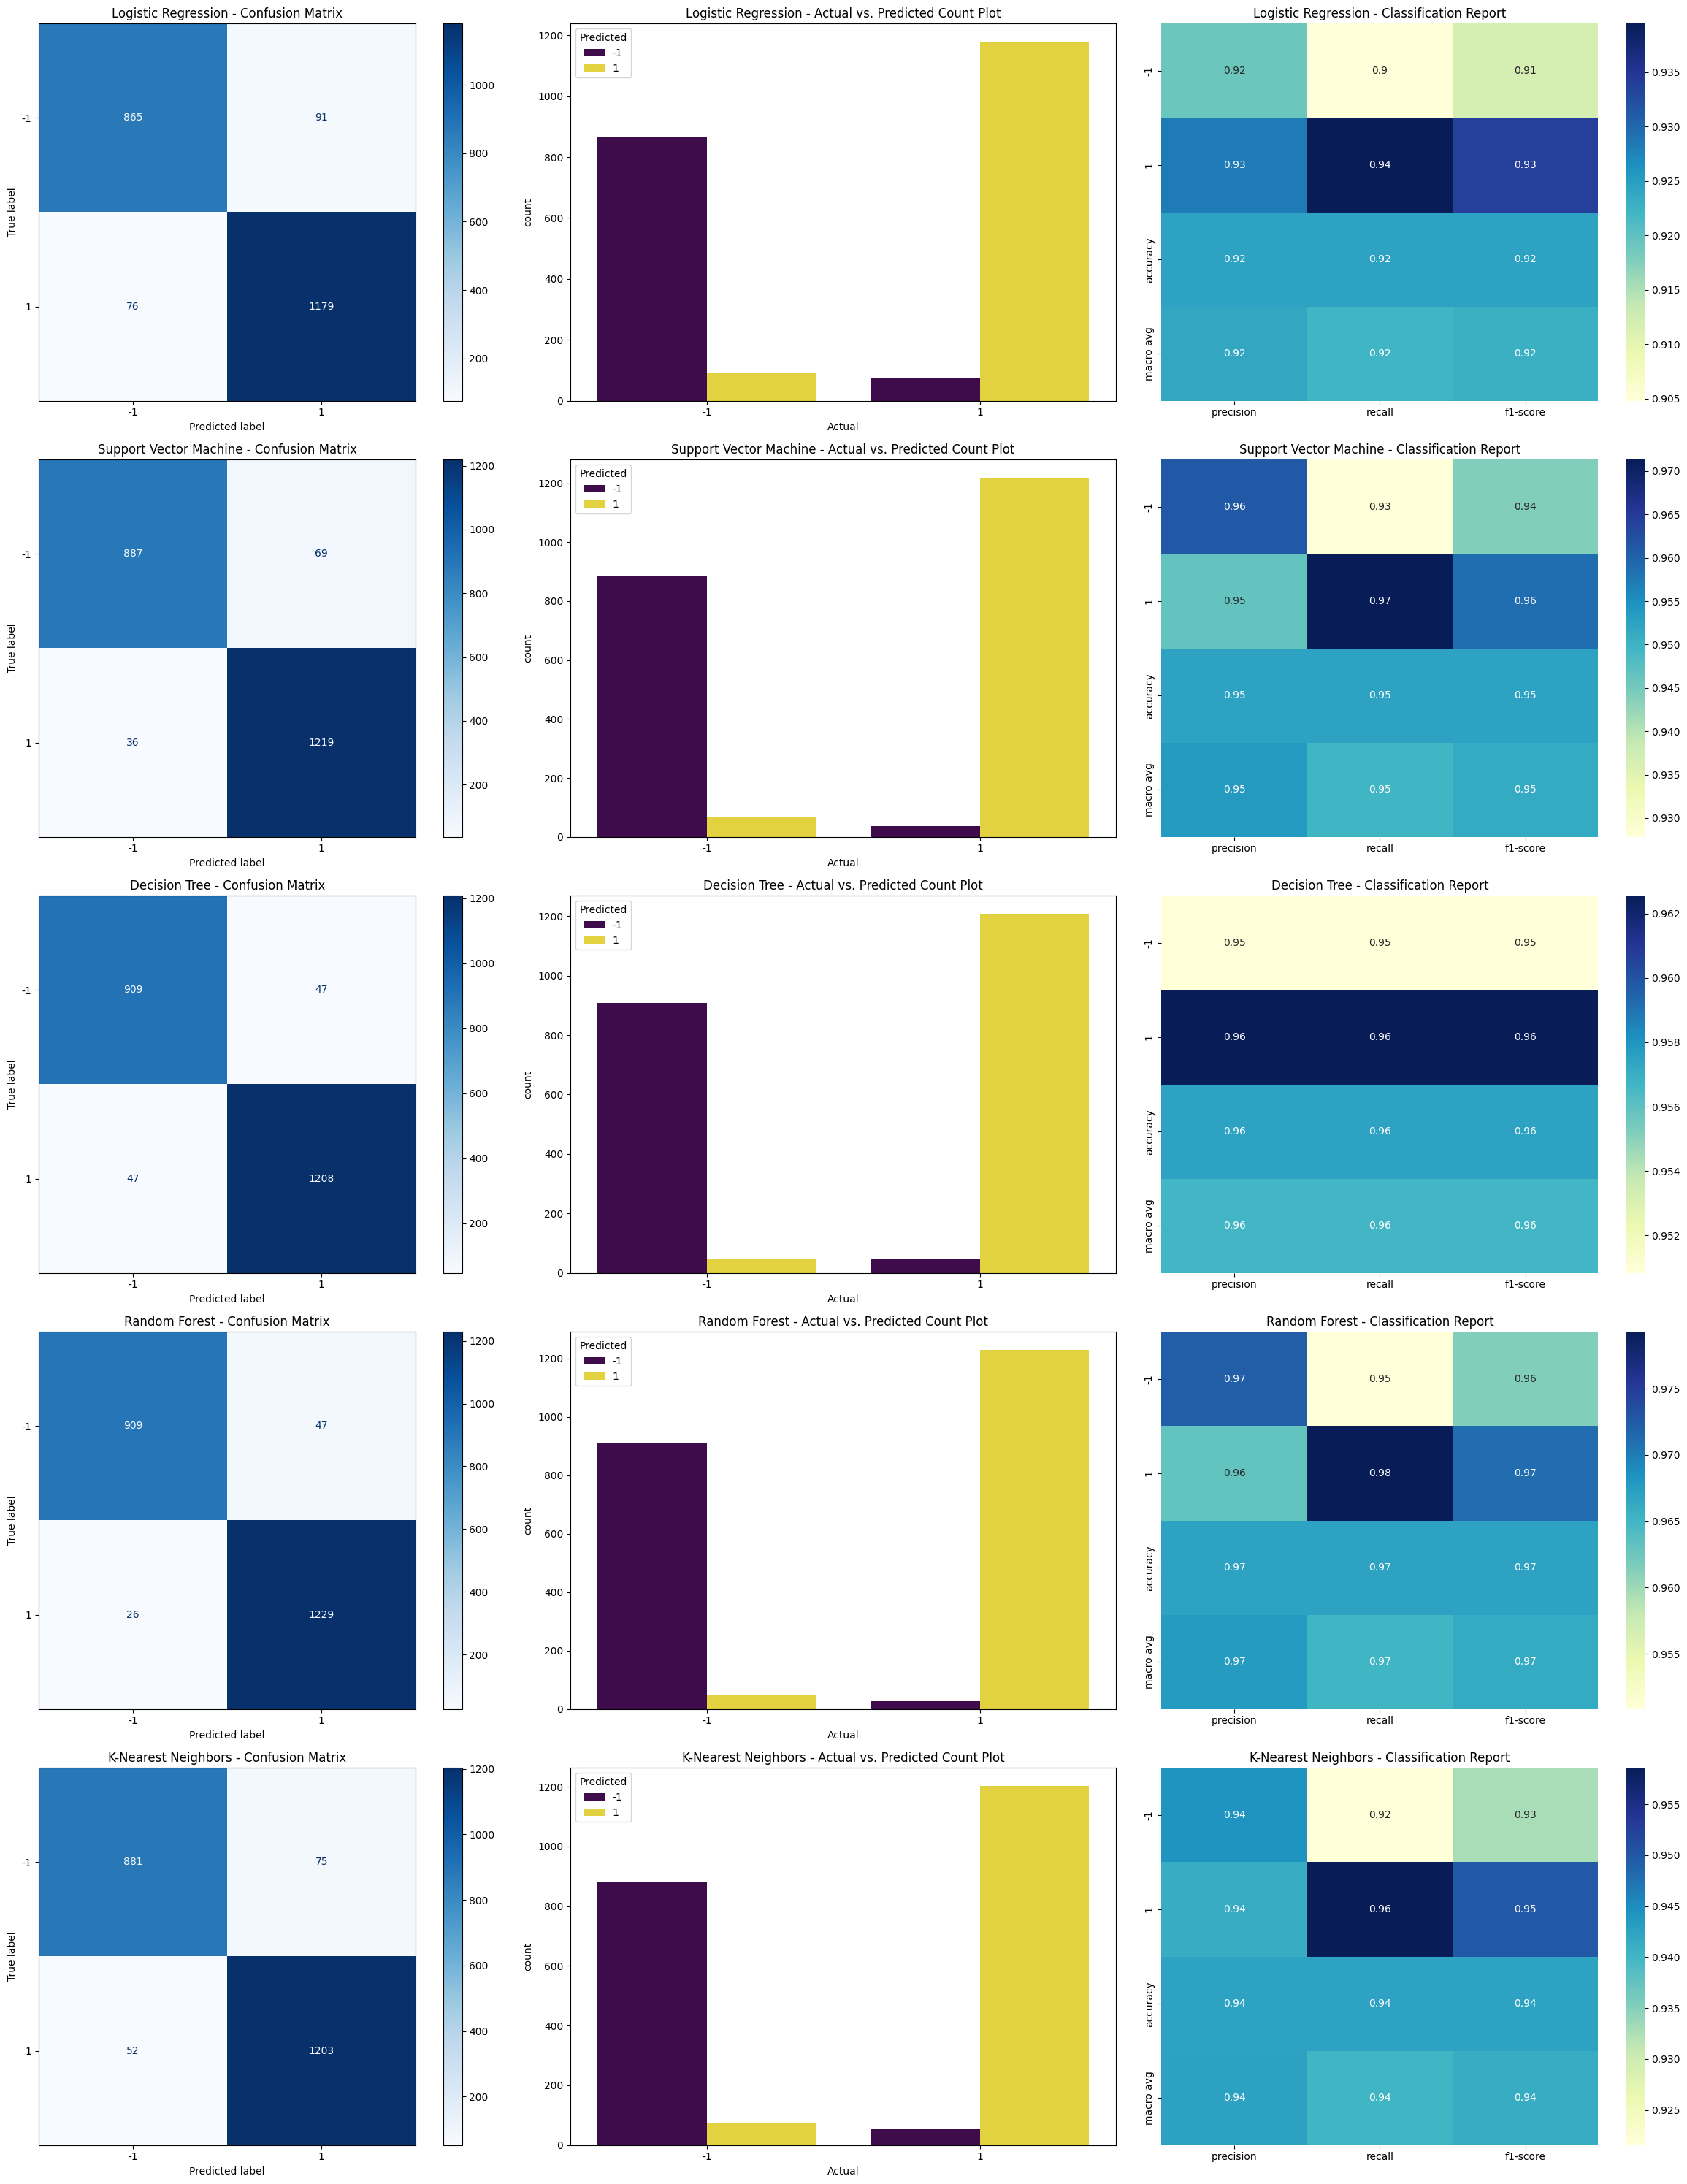 Logistic Regression - Confusion Matrix
865 91
76 1179
-1
1
True label
-1 1
Predicted label
1000
800
600
400
200
Logistic Regression - Actual vs. Predicted Count Plot
Predicted
-1
1
1200
1000
800
600
400
200
0
count
-1 1
Actual
Logistic Regression - Classification Report
-1 0.92 0.9 0.91
1 0.93 0.94 0.93
accuracy 0.92 0.92 0.92
macro avg 0.92 0.92 0.92
precision recall f1-score
0.935
0.930
0.925
0.920
0.915
0.910
0.905
Support Vector Machine - Confusion Matrix
887 69
36 1219
-1
1
True label
-1 1
Predicted label
1200
1000
800
600
400
200
Support Vector Machine - Actual vs. Predicted Count Plot
Predicted
-1
1
1200
1000
800
600
400
200
0
count
-1 1
Actual
Support Vector Machine - Classification Report
-1 0.96 0.93 0.94
1 0.95 0.97 0.96
accuracy 0.95 0.95 0.95
macro avg 0.95 0.95 0.95
precision recall f1-score
0.970
0.965
0.960
0.955
0.950
0.945
0.940
0.935
0.930
Decision Tree - Confusion Matrix
909 47
47 1208
-1
1
True label
-1 1
Predicted label
1200
1000
800
600
400
200
Decision Tree - Actual vs. Predicted Count Plot
Predicted
-1
1
1200
1000
800
600
400
200
0
count
-1 1
Actual
Decision Tree - Classification Report
-1 0.95 0.95 0.95
1 0.96 0.96 0.96
accuracy 0.96 0.96 0.96
macro avg 0.96 0.96 0.96
precision recall f1-score
0.962
0.960
0.958
0.956
0.954
0.952
Random Forest - Confusion Matrix
909 47
26 1229
-1
1
True label
-1 1
Predicted label
1200
1000
800
600
400
200
Random Forest - Actual vs. Predicted Count Plot
Predicted
-1
1
1200
1000
800
600
400
200
0
count
-1 1
Actual
Random Forest - Classification Report
-1 0.97 0.95 0.96
1 0.96 0.98 0.97
accuracy 0.97 0.97 0.97
macro avg 0.97 0.97 0.97
precision recall f1-score
0.975
0.970
0.965
0.960
0.955
K-Nearest Neighbors - Confusion Matrix
881 75
52 1203
-1
1
True label
-1 1
Predicted label
1200
1000
800
600
400
200
K-Nearest Neighbors - Actual vs. Predicted Count Plot
Predicted
-1
1
1200
1000
800
600
400
200
0
count
-1 1
Actual
K-Nearest Neighbors - Classification Report
-1 0.94 0.92 0.93
1 0.94 0.96 0.95
accuracy 0.94 0.94 0.94
macro avg 0.94 0.94 0.94
precision recall f1-score
0.955
0.950
0.945
0.940
0.935
0.930
0.925